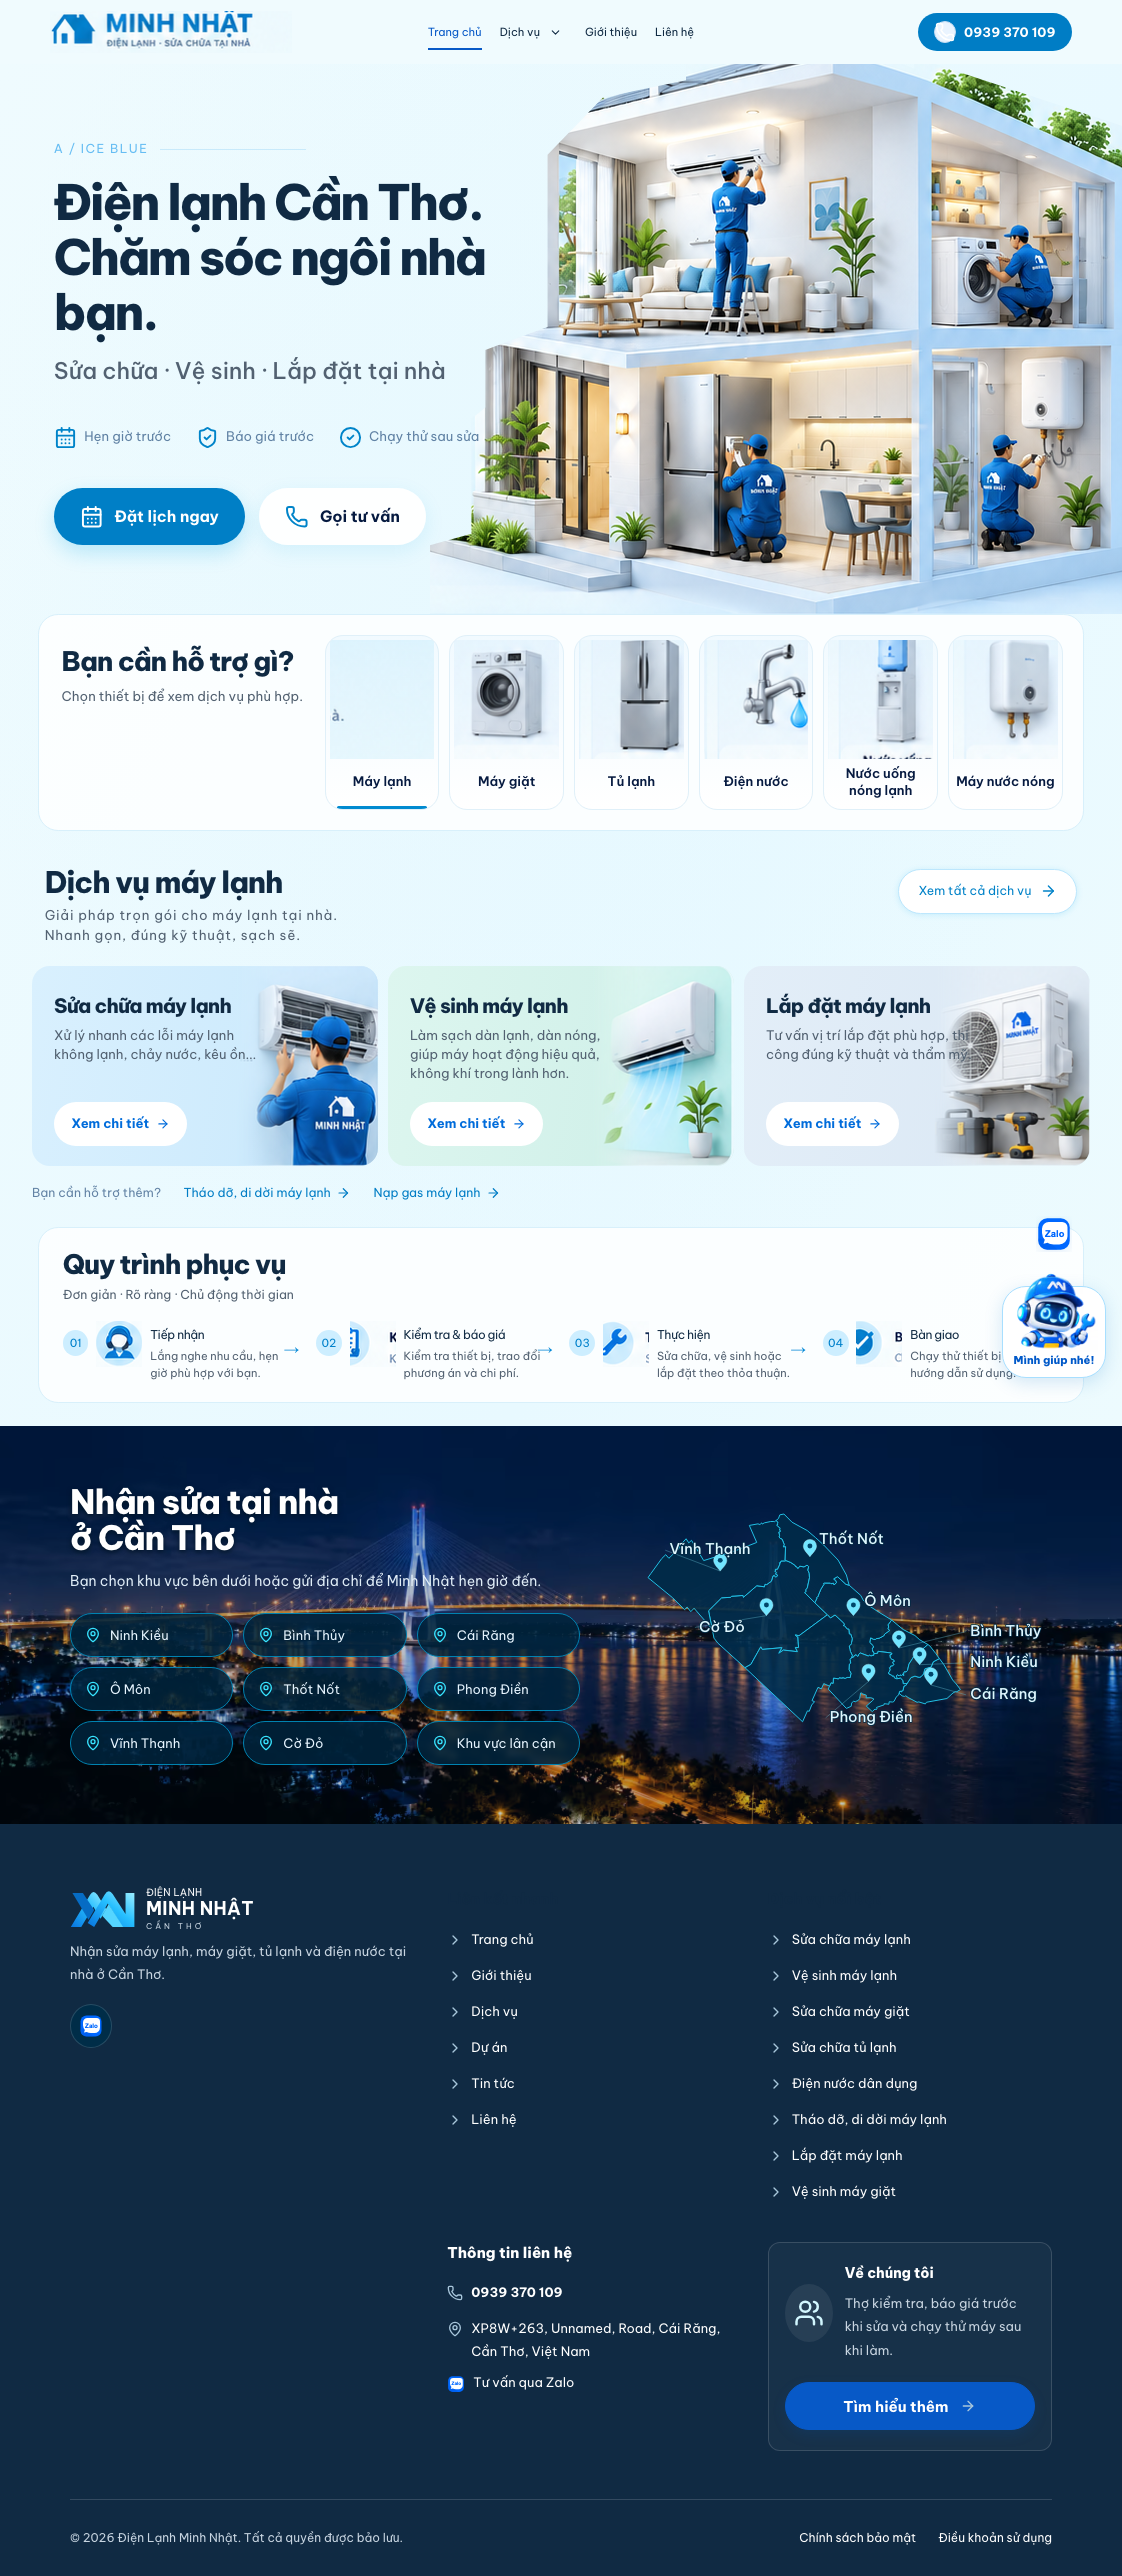 MINH NHẬT
ĐIỆN LẠNH - SỬA CHỮA TẠI NHÀ
Trang chủ
Dịch vụ
Giới thiệu
Liên hệ
0939 370 109
A / ICE BLUE
Điện lạnh Cần Thơ.
Chăm sóc ngôi nhà
bạn.
Sửa chữa · Vệ sinh · Lắp đặt tại nhà
Hẹn giờ trước
Báo giá trước
Chạy thử sau sửa
Đặt lịch ngay
Gọi tư vấn
MINH NHẬT
MINH NHẬT
MINH NHẬT
MINH NHẬT
Bạn cần hỗ trợ gì?
Chọn thiết bị để xem dịch vụ phù hợp.
à.
Máy lạnh
Máy giặt
Tủ lạnh
Điện nước
Nước uống
nóng lạnh
Máy nước nóng
Dịch vụ máy lạnh
Giải pháp trọn gói cho máy lạnh tại nhà.
Nhanh gọn, đúng kỹ thuật, sạch sẽ.
Xem tất cả dịch vụ
Sửa chữa máy lạnh
Xử lý nhanh các lỗi máy lạnh
không lạnh, chảy nước, kêu ồn...
Xem chi tiết
MINH NHẬT
Vệ sinh máy lạnh
Làm sạch dàn lạnh, dàn nóng,
giúp máy hoạt động hiệu quả,
không khí trong lành hơn.
Xem chi tiết
Lắp đặt máy lạnh
Tư vấn vị trí lắp đặt phù hợp, thi
công đúng kỹ thuật và thẩm mỹ.
Xem chi tiết
MINH NHẬT
Bạn cần hỗ trợ thêm?
Tháo dỡ, di dời máy lạnh
Nạp gas máy lạnh
Quy trình phục vụ
Đơn giản · Rõ ràng · Chủ động thời gian
01
Tiếp nhận
Lắng nghe nhu cầu, hẹn
giờ phù hợp với bạn.
02
Kiểm tra & báo giá
Kiểm tra thiết bị, trao đổi
phương án và chi phí.
03
Thực hiện
Sửa chữa, vệ sinh hoặc
lắp đặt theo thỏa thuận.
04
Bàn giao
Chạy thử thiết bị
hướng dẫn sử dụng.
Zalo
Mình giúp nhé!
Nhận sửa tại nhà
ở Cần Thơ
Bạn chọn khu vực bên dưới hoặc gửi địa chỉ để Minh Nhật hẹn giờ đến.
Ninh Kiều
Bình Thủy
Cái Răng
Ô Môn
Thốt Nốt
Phong Điền
Vĩnh Thạnh
Cờ Đỏ
Khu vực lân cận
Vĩnh Thạnh
Thốt Nốt
Ô Môn
Cờ Đỏ
Bình Thủy
Ninh Kiều
Cái Răng
Phong Điền
ĐIỆN LẠNH
MINH NHẬT
CẦN THƠ
Nhận sửa máy lạnh, máy giặt, tủ lạnh và điện nước tại
nhà ở Cần Thơ.
Zalo
Trang chủ
Giới thiệu
Dịch vụ
Dự án
Tin tức
Liên hệ
Sửa chữa máy lạnh
Vệ sinh máy lạnh
Sửa chữa máy giặt
Sửa chữa tủ lạnh
Điện nước dân dụng
Tháo dỡ, di dời máy lạnh
Lắp đặt máy lạnh
Vệ sinh máy giặt
Thông tin liên hệ
0939 370 109
XP8W+263, Unnamed, Road, Cái Răng,
Cần Thơ, Việt Nam
Zalo
Tư vấn qua Zalo
Về chúng tôi
Thợ kiểm tra, báo giá trước
khi sửa và chạy thử máy sau
khi làm.
Tìm hiểu thêm
© 2026 Điện Lạnh Minh Nhật. Tất cả quyền được bảo lưu.
Chính sách bảo mật
Điều khoản sử dụng